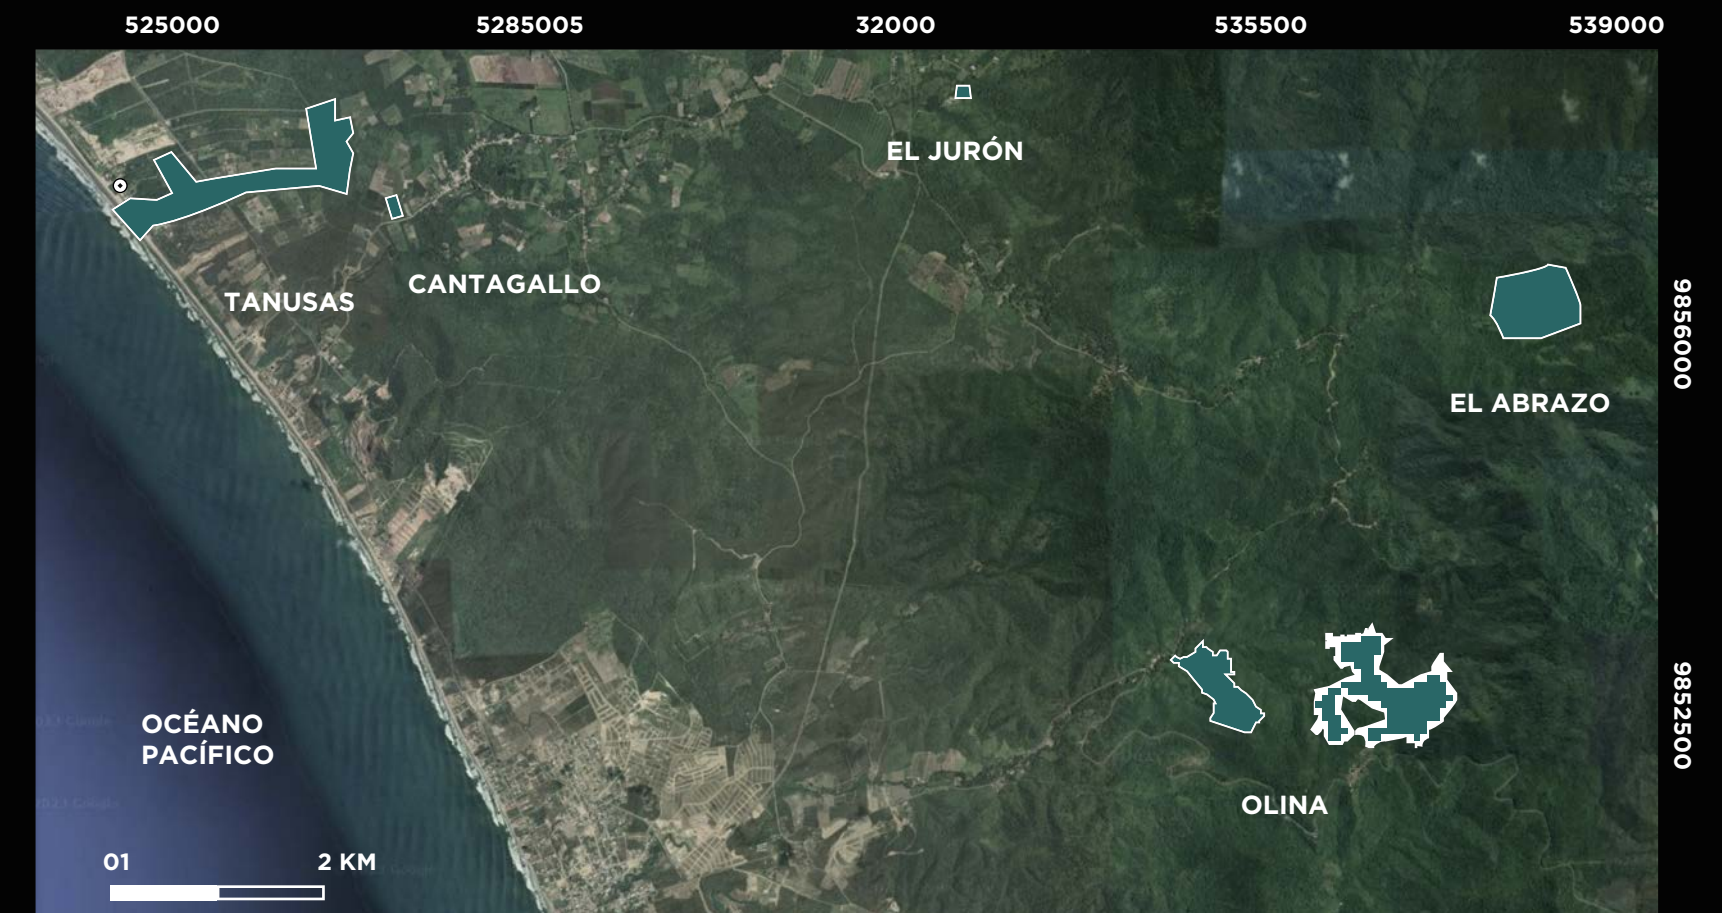 525000 5285005 32000 535500 539000
EL JURÓN
CANTAGALLO
TANUSAS
9856000
EL ABRAZO
9852500
OCÉANO
PACÍFICO
OLINA
01 2 KM